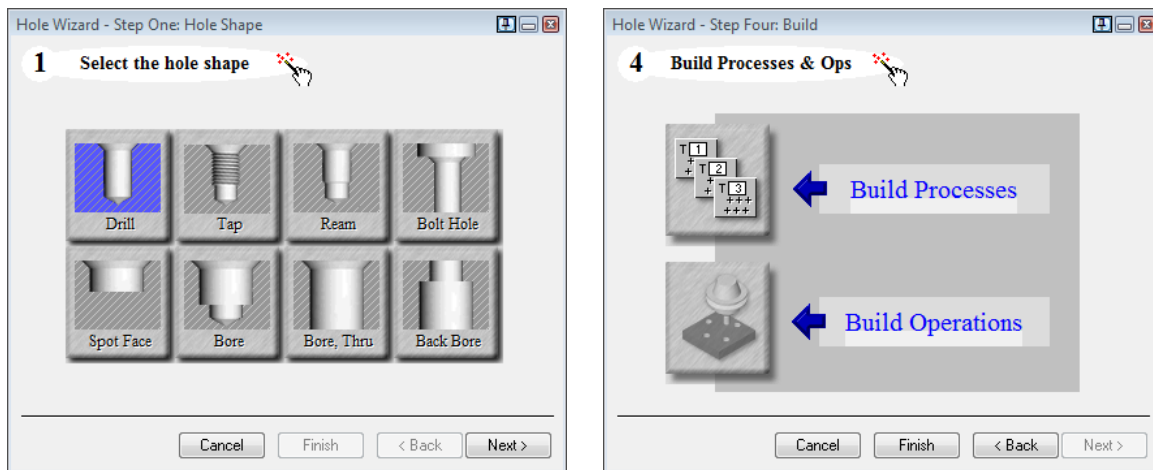 Hole Wizard - Step One: Hole Shape
1 Select the hole shape
Drill Tap Ream Bolt Hole
Spot Face Bore Bore, Thru Back Bore
Cancel Finish < Back Next >
Hole Wizard - Step Four: Build
4 Build Processes & Ops
T 1
T 2
T 3
Build Processes
Build Operations
Cancel Finish < Back Next >